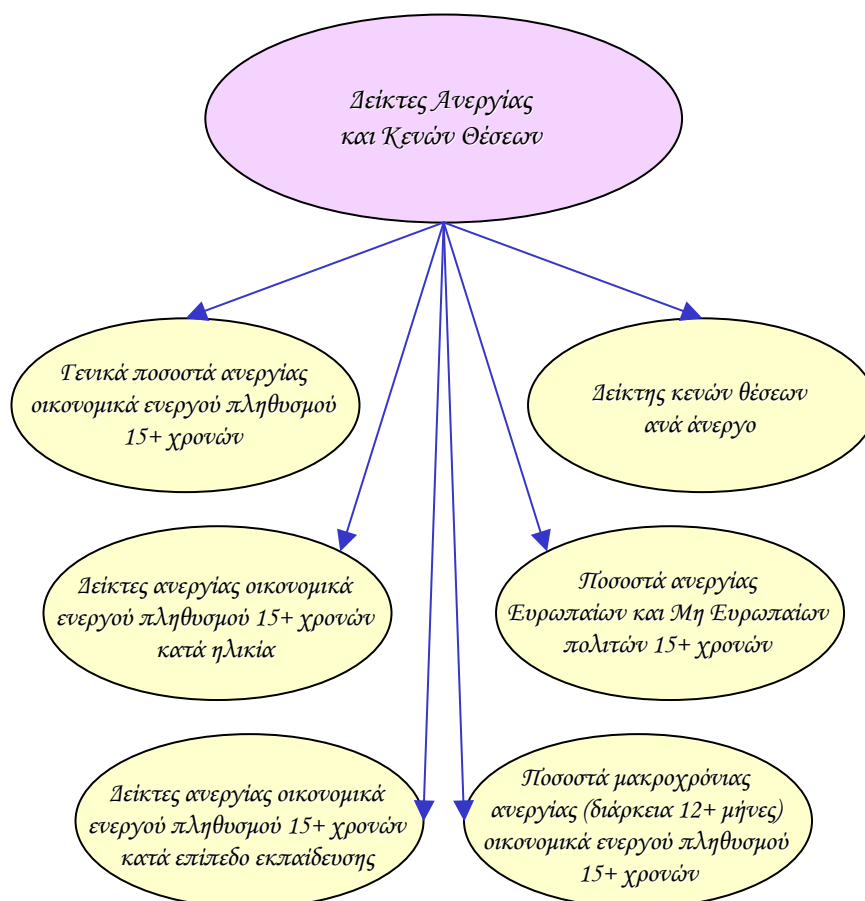 Δείκτες Ανεργίας
και Κενών Θέσεων
Γενικά ποσοστά ανεργίας
οικονομικά ενεργού πληθυσμού
15+ χρονών
Δείκτης κενών θέσεων
ανά άνεργο
Δείκτες ανεργίας οικονομικά
ενεργού πληθυσμού 15+ χρονών
κατά ηλικία
Ποσοστά ανεργίας
Ευρωπαίων και Μη Ευρωπαίων
πολιτών 15+ χρονών
Δείκτες ανεργίας οικονομικά
ενεργού πληθυσμού 15+ χρονών
κατά επίπεδο εκπαίδευσης
Ποσοστά μακροχρόνιας
ανεργίας (διάρκεια 12+ μήνες)
οικονομικά ενεργού πληθυσμού
15+ χρονών